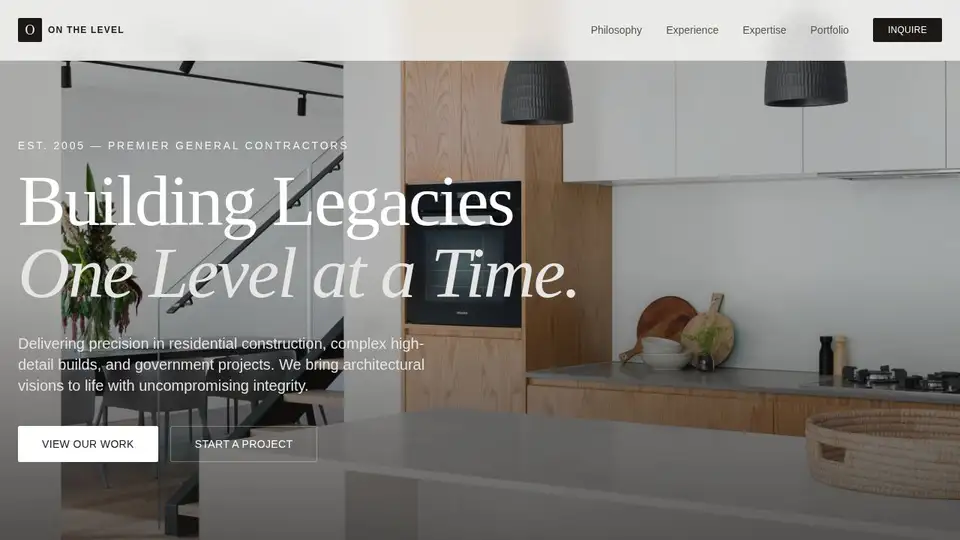 O ON THE LEVEL
Philosophy Experience Expertise Portfolio INQUIRE
EST. 2005 — PREMIER GENERAL CONTRACTORS
Building Legacies
One Level at a Time.
Delivering precision in residential construction, complex high-
detail builds, and government projects. We bring architectural
visions to life with uncompromising integrity.
VIEW OUR WORK START A PROJECT